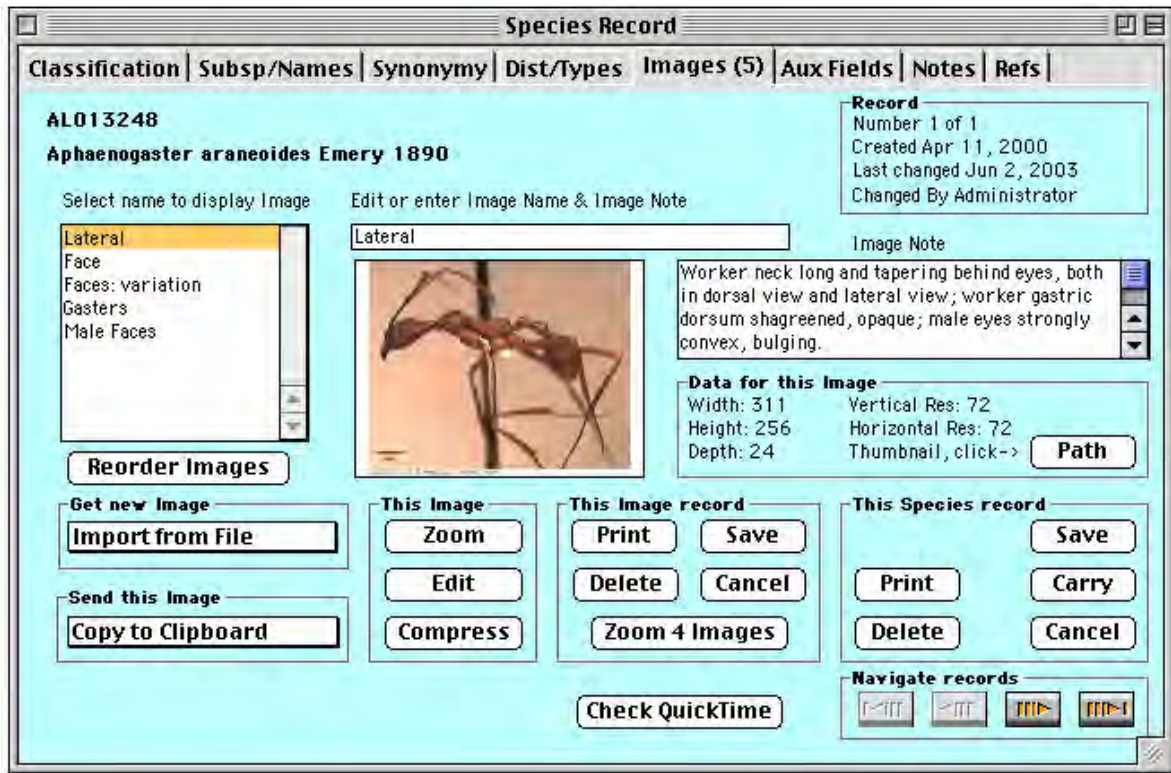 Species Record
Classification | Subsp/Names | Synonymy | Dist/Types Images (5) | Aux Fields | Notes | Refs |
AL013248
Aphaenogaster araneoides Emery 1890
Record
Number 1 of 1
Created Apr 11, 2000
Last changed Jun 2, 2003
Changed By Administrator
Select name to display Image
Edit or enter Image Name & Image Note
Lateral
Face
Faces: variation
Gasters
Male Faces
Lateral
Image Note
Worker neck long and tapering behind eyes, both
in dorsal view and lateral view; worker gastric
dorsum shagreened, opaque; male eyes strongly
convex, bulging.
Data for this Image
Width: 311 Vertical Res: 72
Height: 256 Horizontal Res: 72
Depth: 24 Thumbnail, click->
Path
Reorder Images
Get new Image
Import from File
Send this Image
Copy to Clipboard
This Image
Zoom
Edit
Compress
This Image record
Print Save
Delete Cancel
Zoom 4 Images
This Species record
Save
Print Carry
Delete Cancel
Check QuickTime
Navigate records